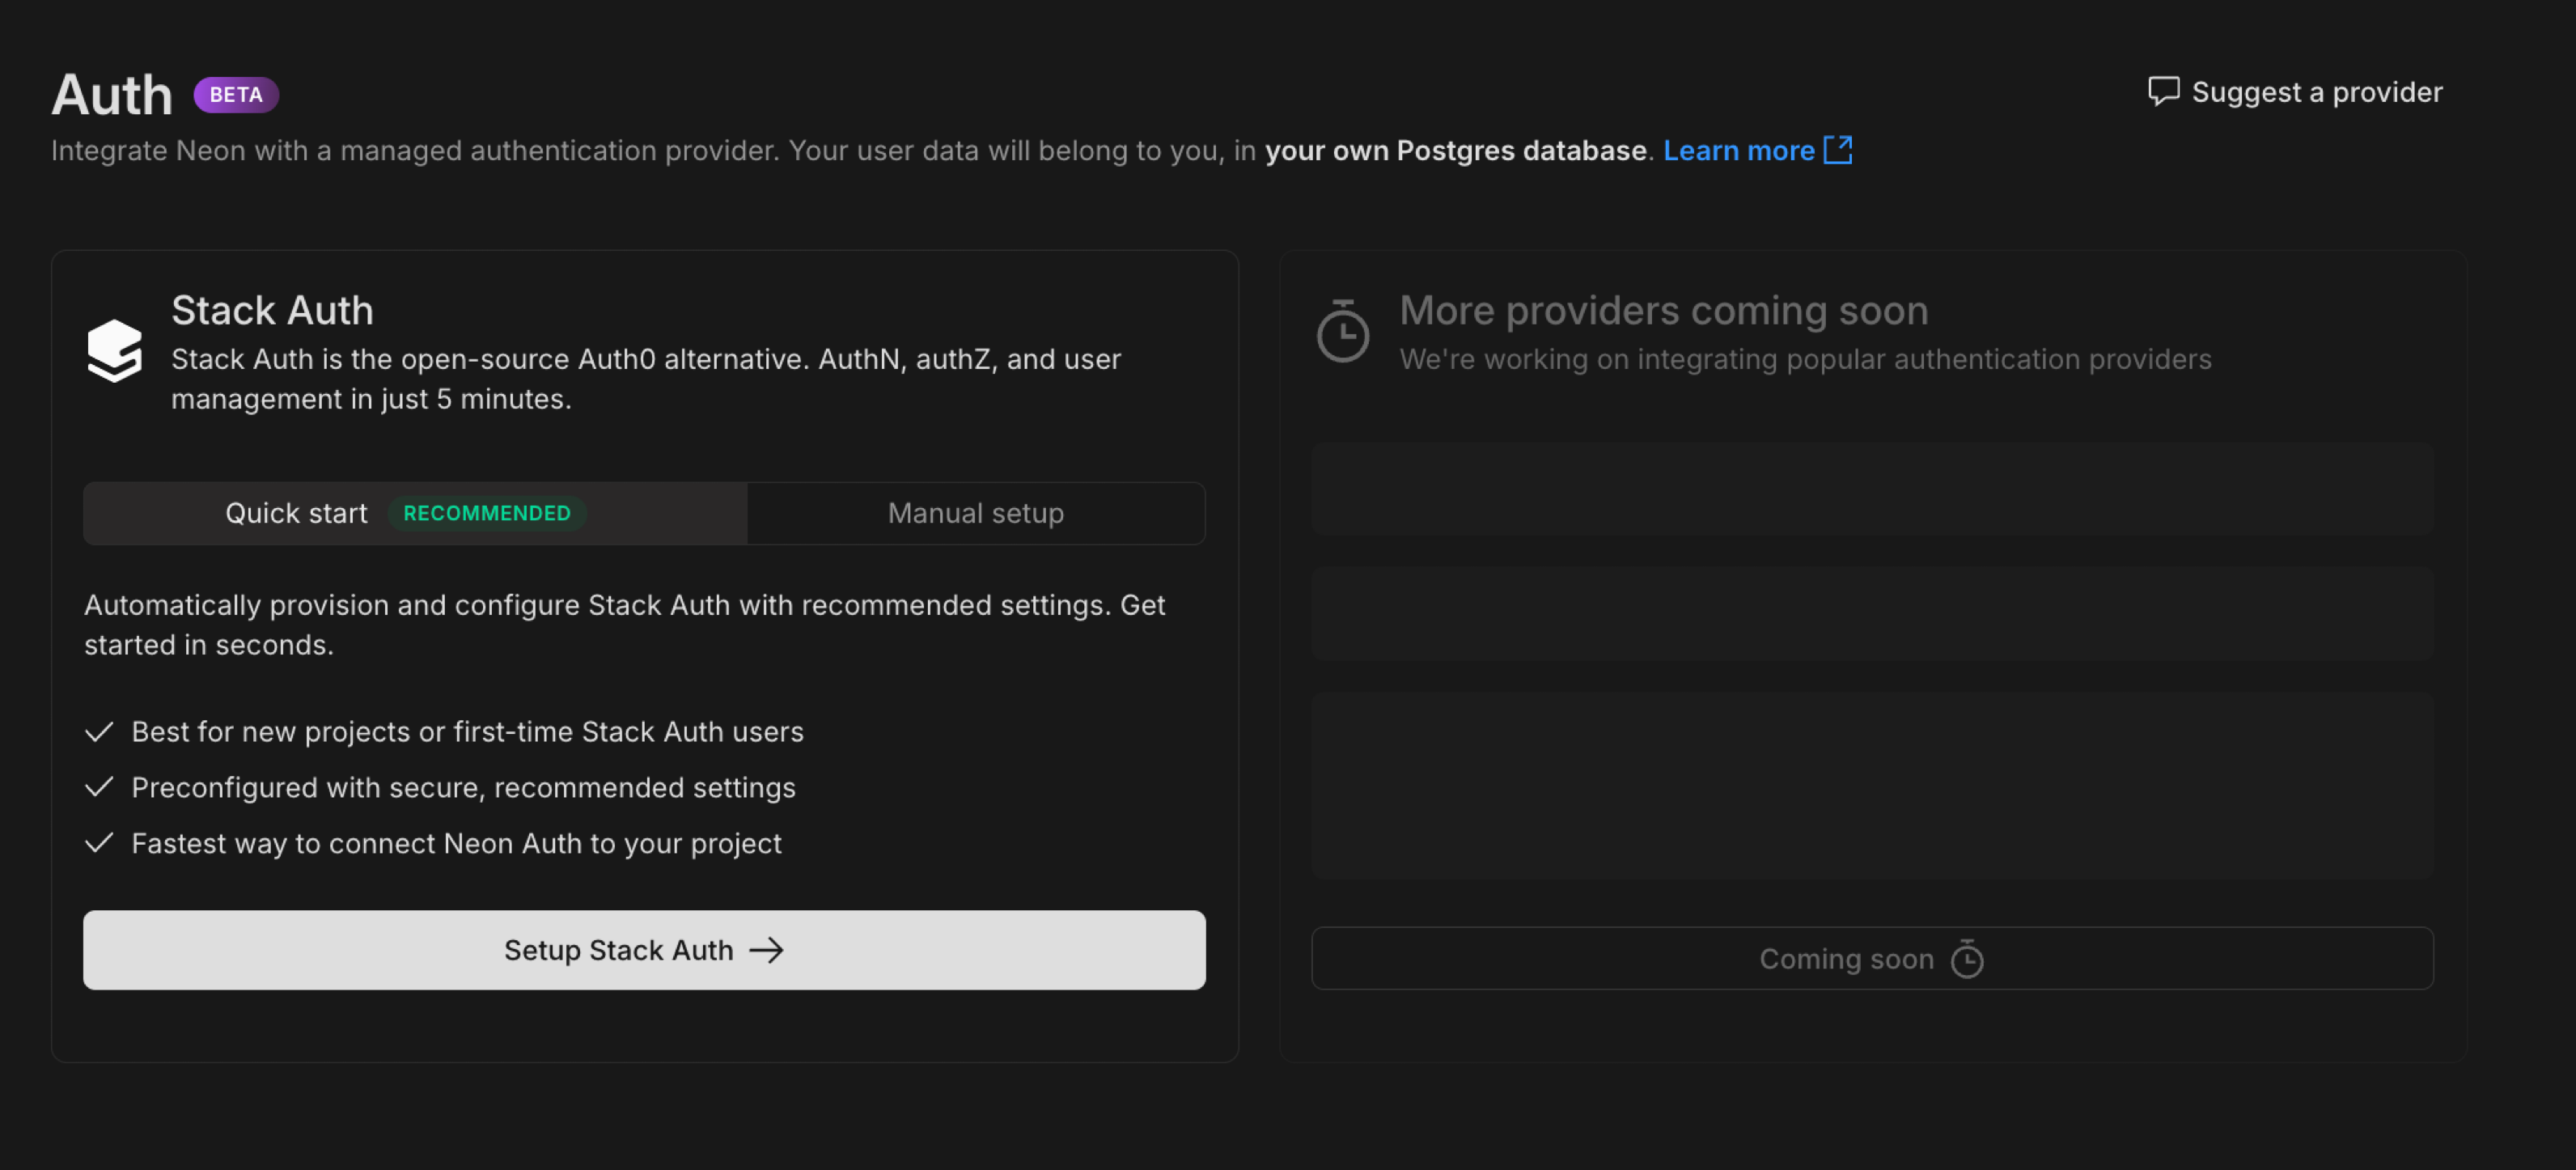 Auth BETA
Suggest a provider
Integrate Neon with a managed authentication provider. Your user data will belong to you, in your own Postgres database. Learn more
Stack Auth
Stack Auth is the open-source Auth0 alternative. AuthN, authZ, and user
management in just 5 minutes.
Quick start RECOMMENDED
Manual setup
Automatically provision and configure Stack Auth with recommended settings. Get
started in seconds.
Best for new projects or first-time Stack Auth users
Preconfigured with secure, recommended settings
Fastest way to connect Neon Auth to your project
Setup Stack Auth
More providers coming soon
We're working on integrating popular authentication providers
Coming soon